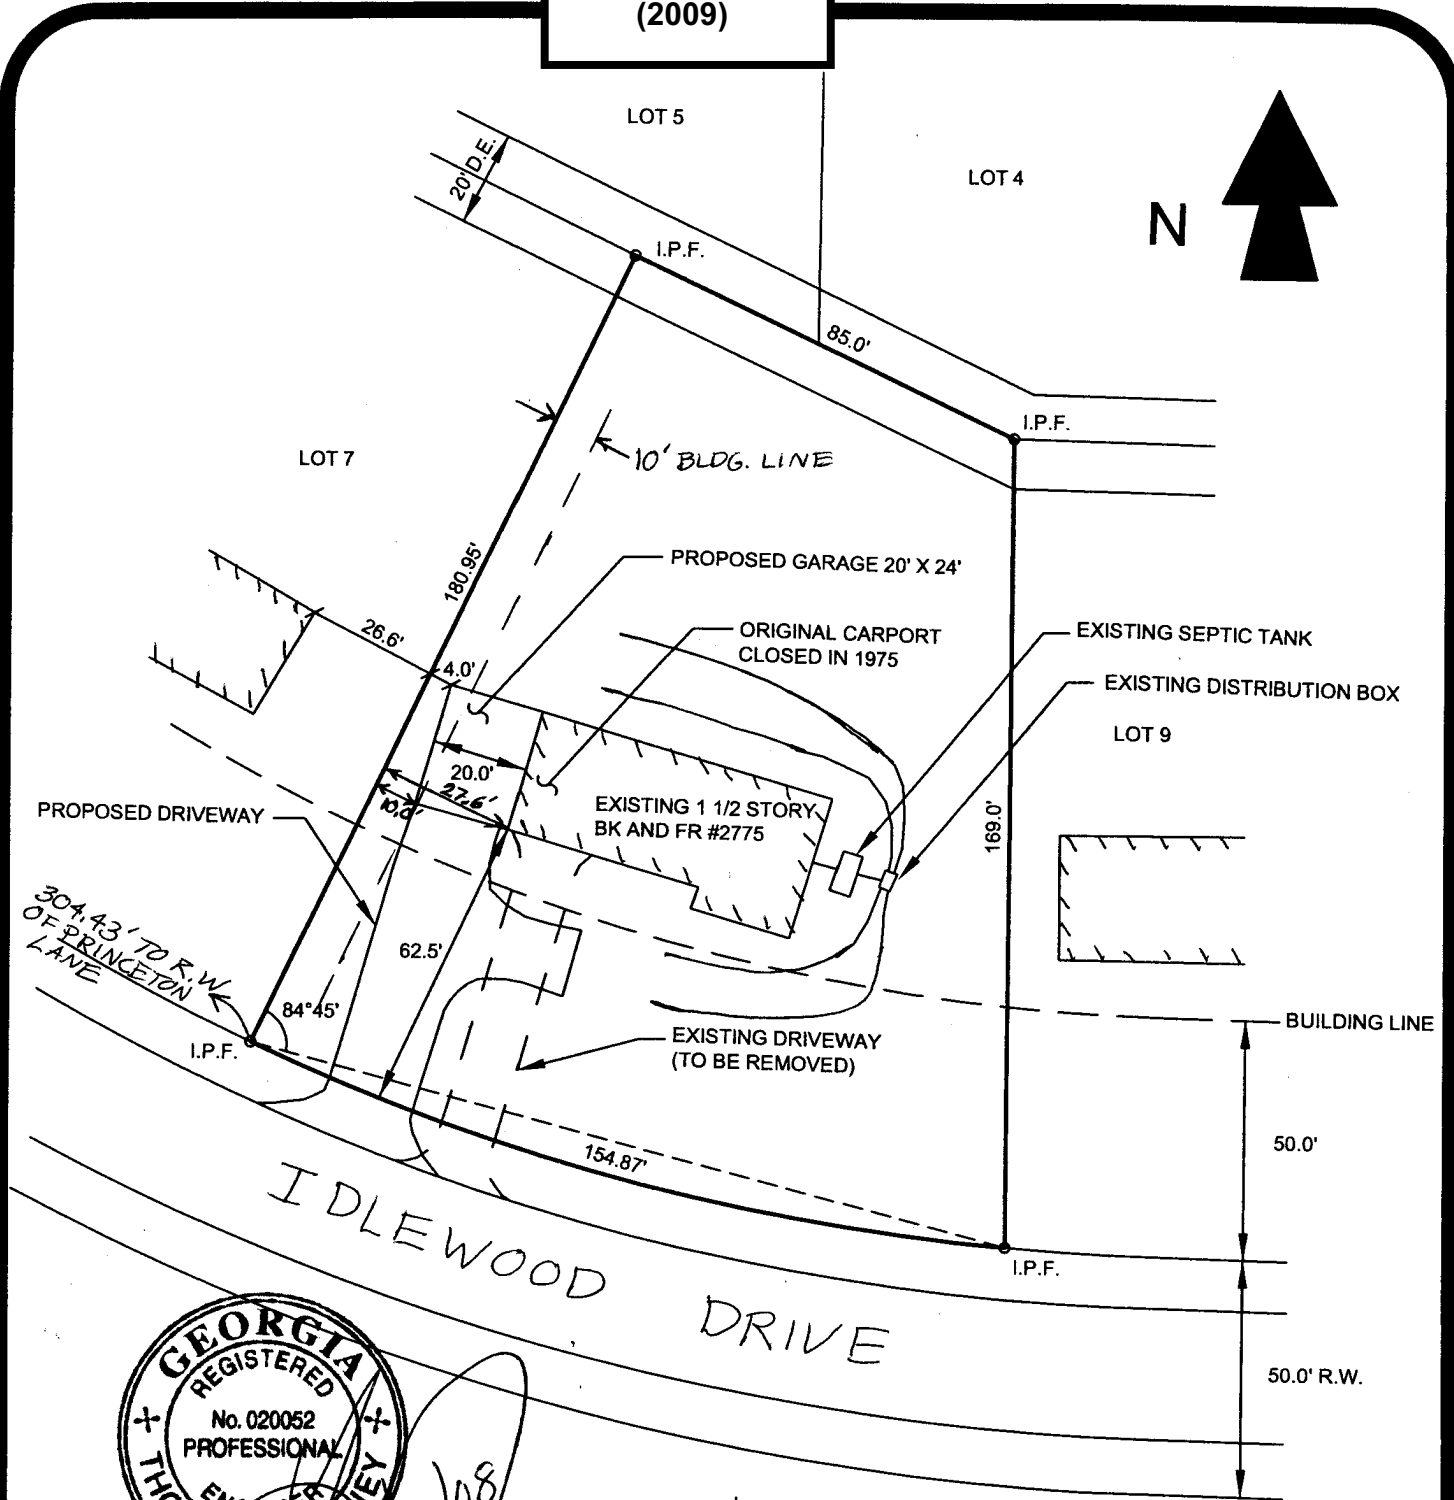 (2009)
LOT 5
20' D.E.
LOT 4
N
I.P.F.
85.0'
I.P.F.
LOT 7
10' BLDG. LINE
180.95'
PROPOSED GARAGE 20' X 24'
26.6'
4.0'
ORIGINAL CARPORT
CLOSED IN 1975
EXISTING SEPTIC TANK
EXISTING DISTRIBUTION BOX
LOT 9
20.0'
27.6'
10.0'
PROPOSED DRIVEWAY
EXISTING 1 1/2 STORY
BK AND FR #2775
169.0'
304.43' TO R.W.
OF PRINCETON
LANE
62.5'
84°45'
I.P.F.
EXISTING DRIVEWAY
(TO BE REMOVED)
BUILDING LINE
50.0'
154.87'
I.P.F.
IDLEWOOD DRIVE
50.0' R.W.
GEORGIA
REGISTERED
No. 020052
PROFESSIONAL